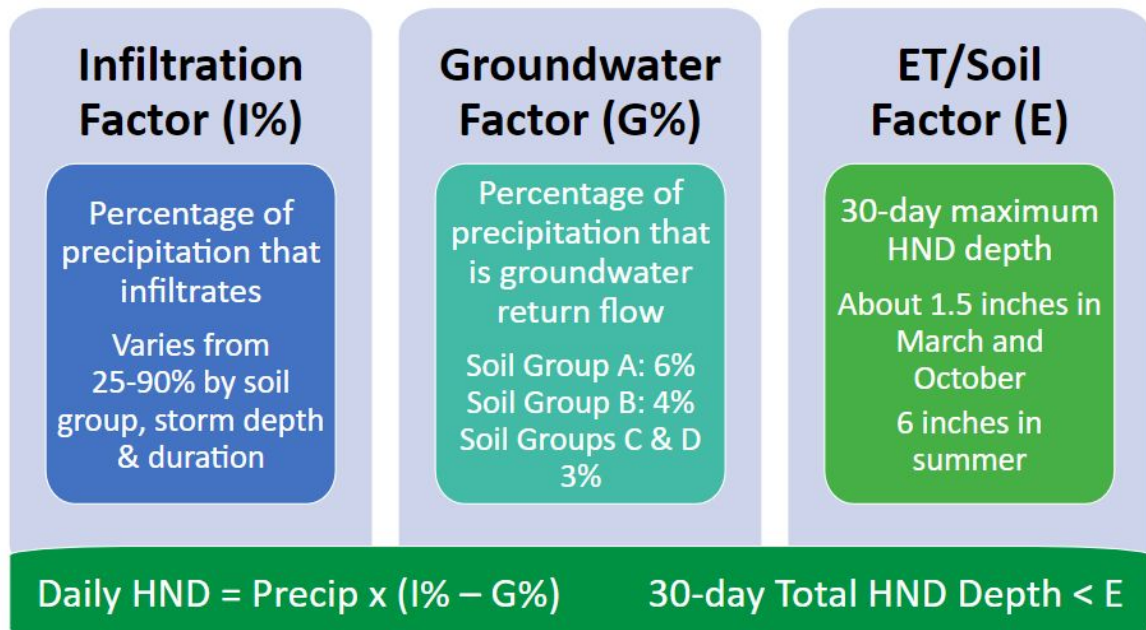 Infiltration
Factor (I%)
Percentage of
precipitation that
infiltrates
Varies from
25-90% by soil
group, storm depth
& duration
Groundwater
Factor (G%)
Percentage of
precipitation that
is groundwater
return flow
Soil Group A: 6%
Soil Group B: 4%
Soil Groups C & D
3%
ET/Soil
Factor (E)
30-day maximum
HND depth
About 1.5 inches in
March and
October
6 inches in
summer
Daily HND = Precip x (I% – G%)
30-day Total HND Depth < E